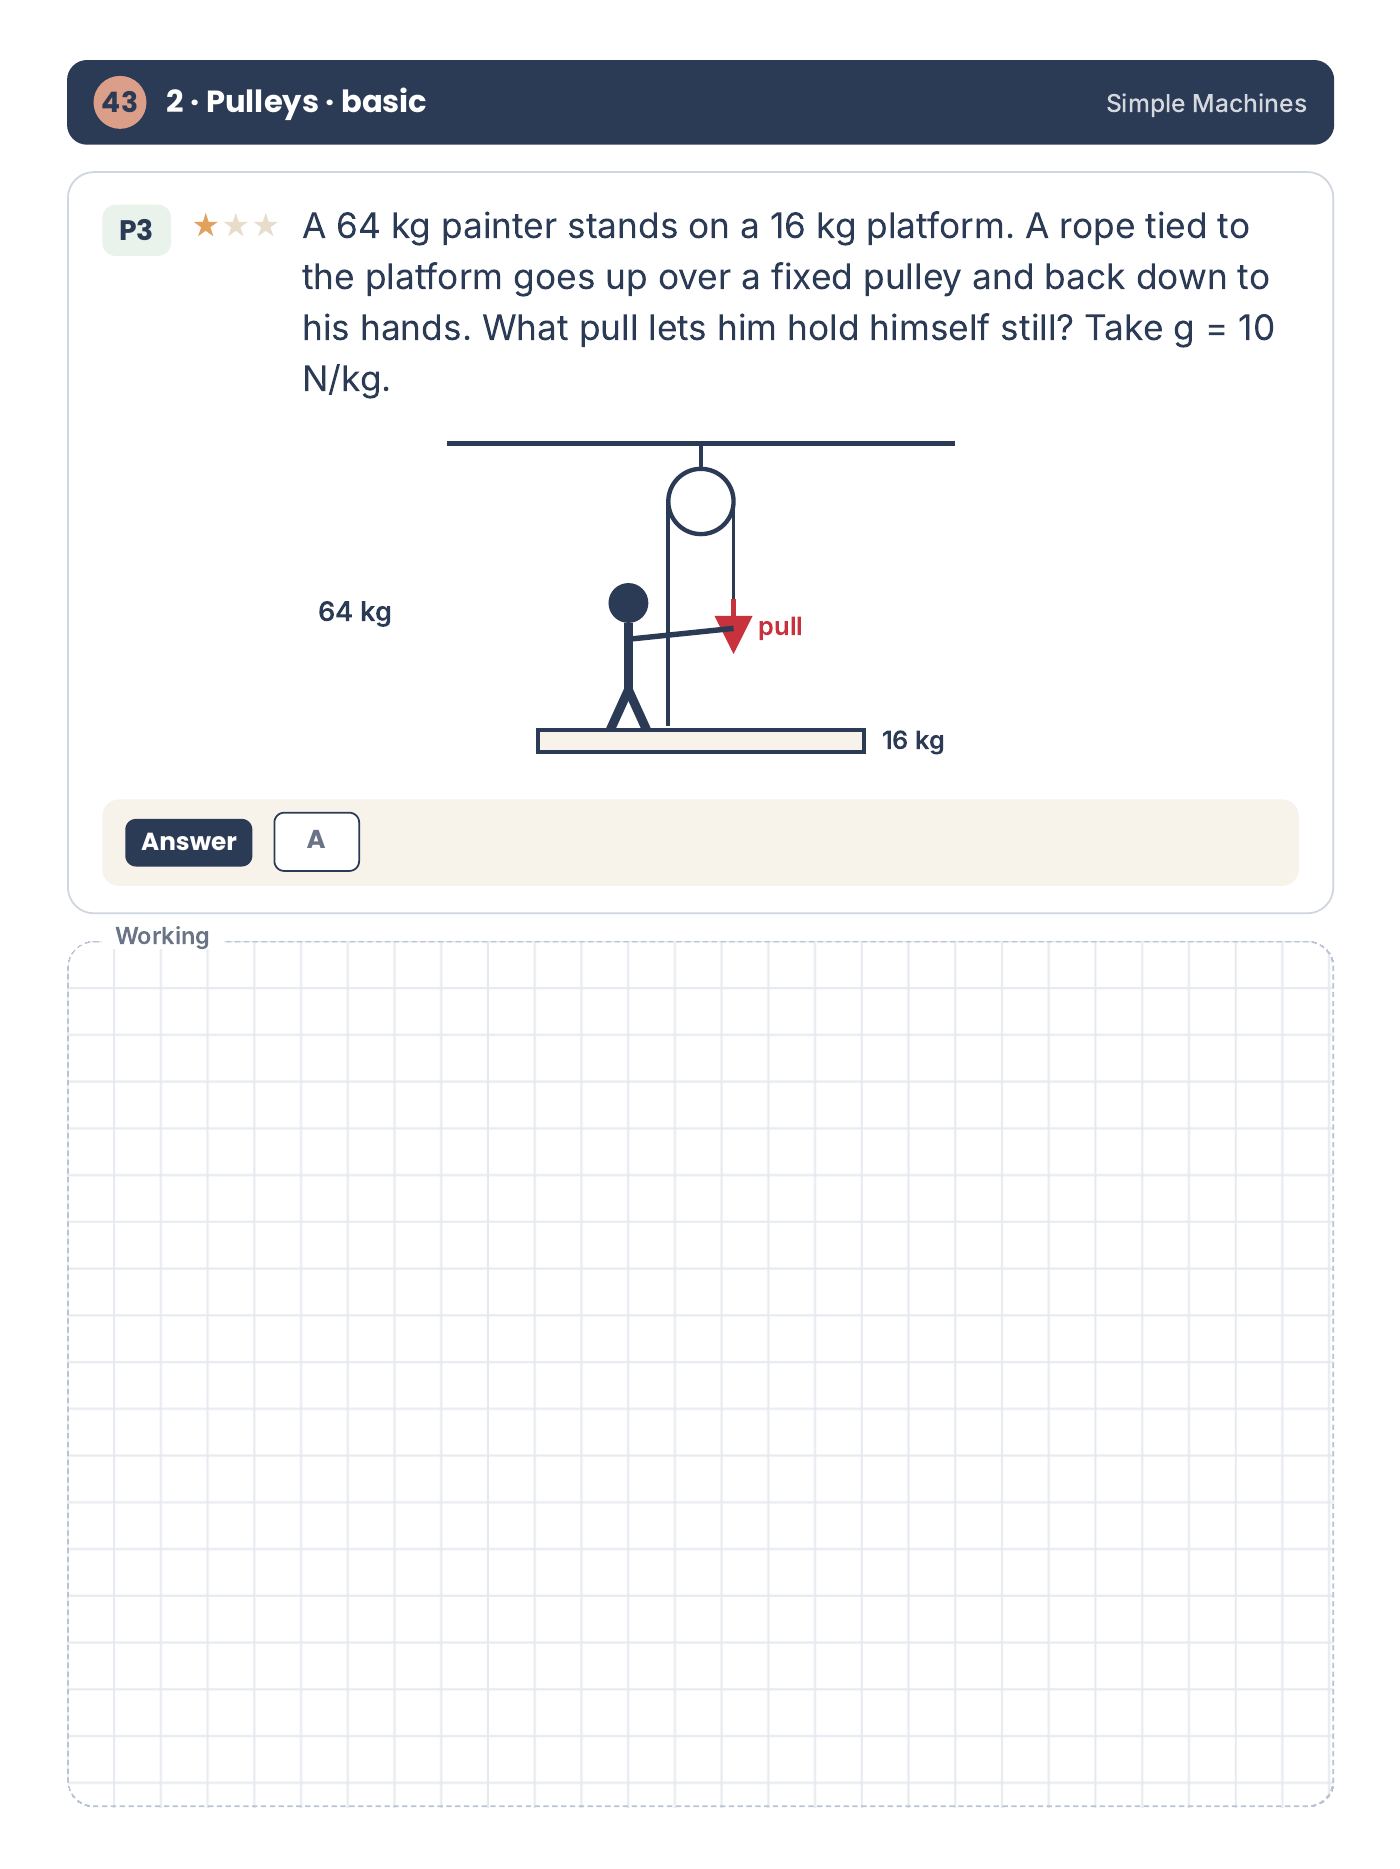 43 2 · Pulleys · basic Simple Machines
P3 ★★★ A 64 kg painter stands on a 16 kg platform. A rope tied to
the platform goes up over a fixed pulley and back down to
his hands. What pull lets him hold himself still? Take g = 10
N/kg.
64 kg
pull
16 kg
Answer A
Working